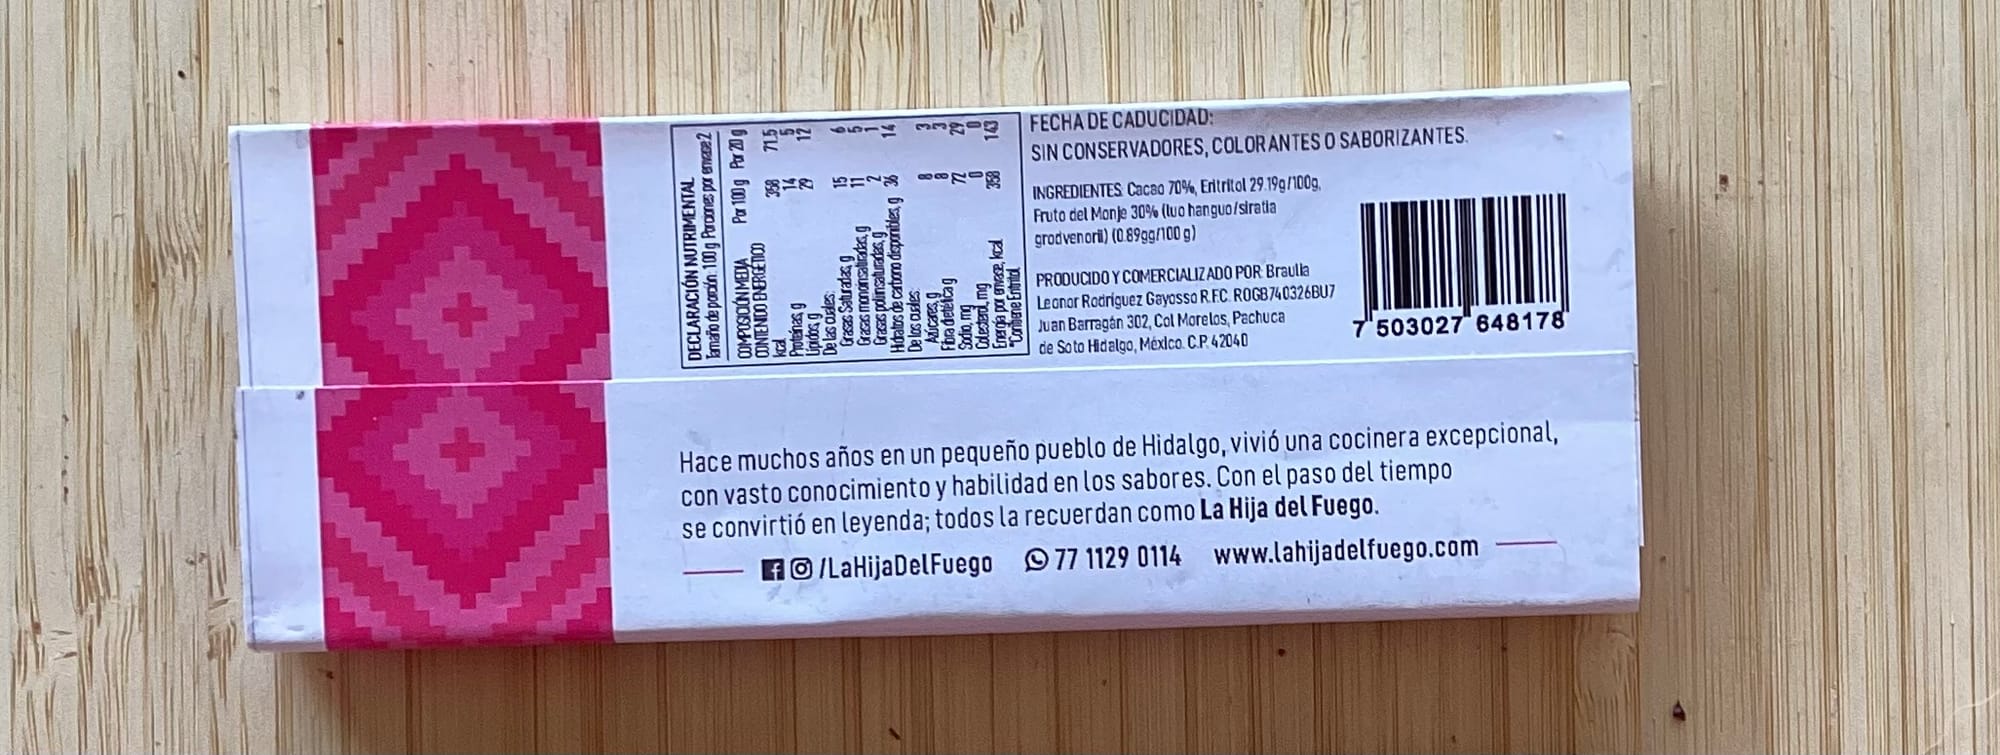 DECLARACIÓN NUTRIMENTAL
Tamaño de porción: 100 g Porciones por envase 2
COMPOSICIÓN MEDIA Por 100 g Por 20 g
CONTENIDO ENERGÉTICO
kcal 358 71.5
Proteínas, g 14 5
Lípidos, g 29 12
De las cuales:
Grasas Saturadas, g 15 6
Grasas monoinsaturadas, g 11 5
Grasas poliinsaturadas, g 2 1
Hidratos de carbono disponibles, g 36 14
De los cuales:
Azúcares, g 8 3
Fibra dietética g 8 3
Sodio, mg 72 29
Colesterol, mg 0 0
Energía por envase, kcal 358 143
*Contiene Eritritol
FECHA DE CADUCIDAD:
SIN CONSERVADORES, COLORANTES O SABORIZANTES.
INGREDIENTES: Cacao 70%, Eritritol 29.19g/100g,
Fruto del Monje 30% (luo hanguo/siratia
grodvenorii) (0.89gg/100 g)
PRODUCIDO Y COMERCIALIZADO POR: Braulia
Leonor Rodríguez Gayosso R.F.C. ROGB740326BU7
Juan Barragán 302, Col Morelos, Pachuca
de Soto Hidalgo, México. C.P. 42040
7 503027 648178
Hace muchos años en un pequeño pueblo de Hidalgo, vivió una cocinera excepcional,
con vasto conocimiento y habilidad en los sabores. Con el paso del tiempo
se convirtió en leyenda; todos la recuerdan como La Hija del Fuego.
/LaHijaDelFuego 77 1129 0114 www.lahijadelfuego.com